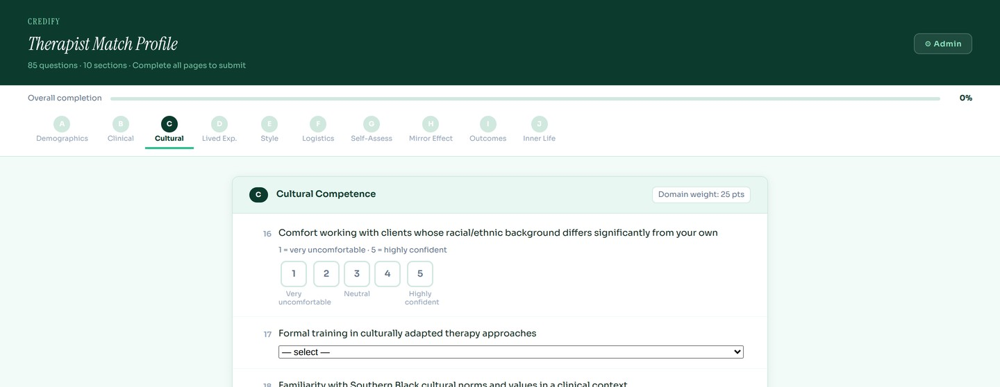 CREDIFY
Therapist Match Profile
85 questions · 10 sections · Complete all pages to submit
⚙ Admin
Overall completion
0%
A B C D E F G H I J
Demographics Clinical Cultural Lived Exp. Style Logistics Self-Assess Mirror Effect Outcomes Inner Life
C Cultural Competence Domain weight: 25 pts
16 Comfort working with clients whose racial/ethnic background differs significantly from your own
1 = very uncomfortable · 5 = highly confident
1 2 3 4 5
Very Neutral Highly
uncomfortable confident
17 Formal training in culturally adapted therapy approaches
— select —
18 Familiarity with Southern Black cultural norms and values in a clinical context